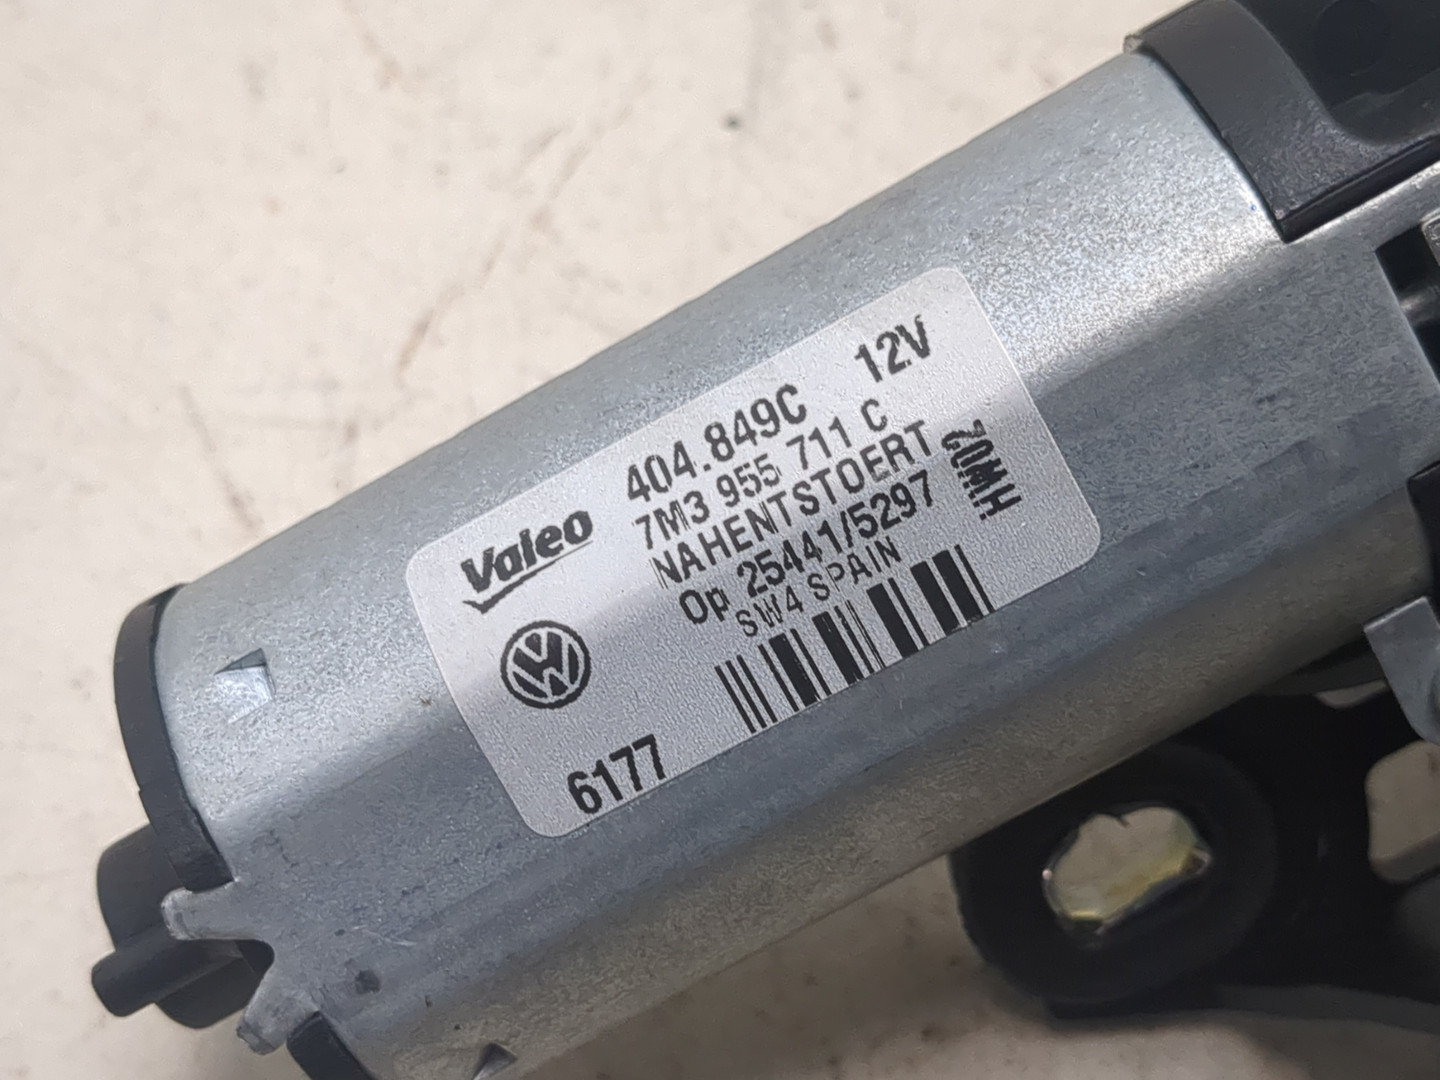 404.849C 12V
7M3 955 711 C
NAHENTSTOERT
Op 25441/5297
SW4 SPAIN
HW02
Valeo
6177